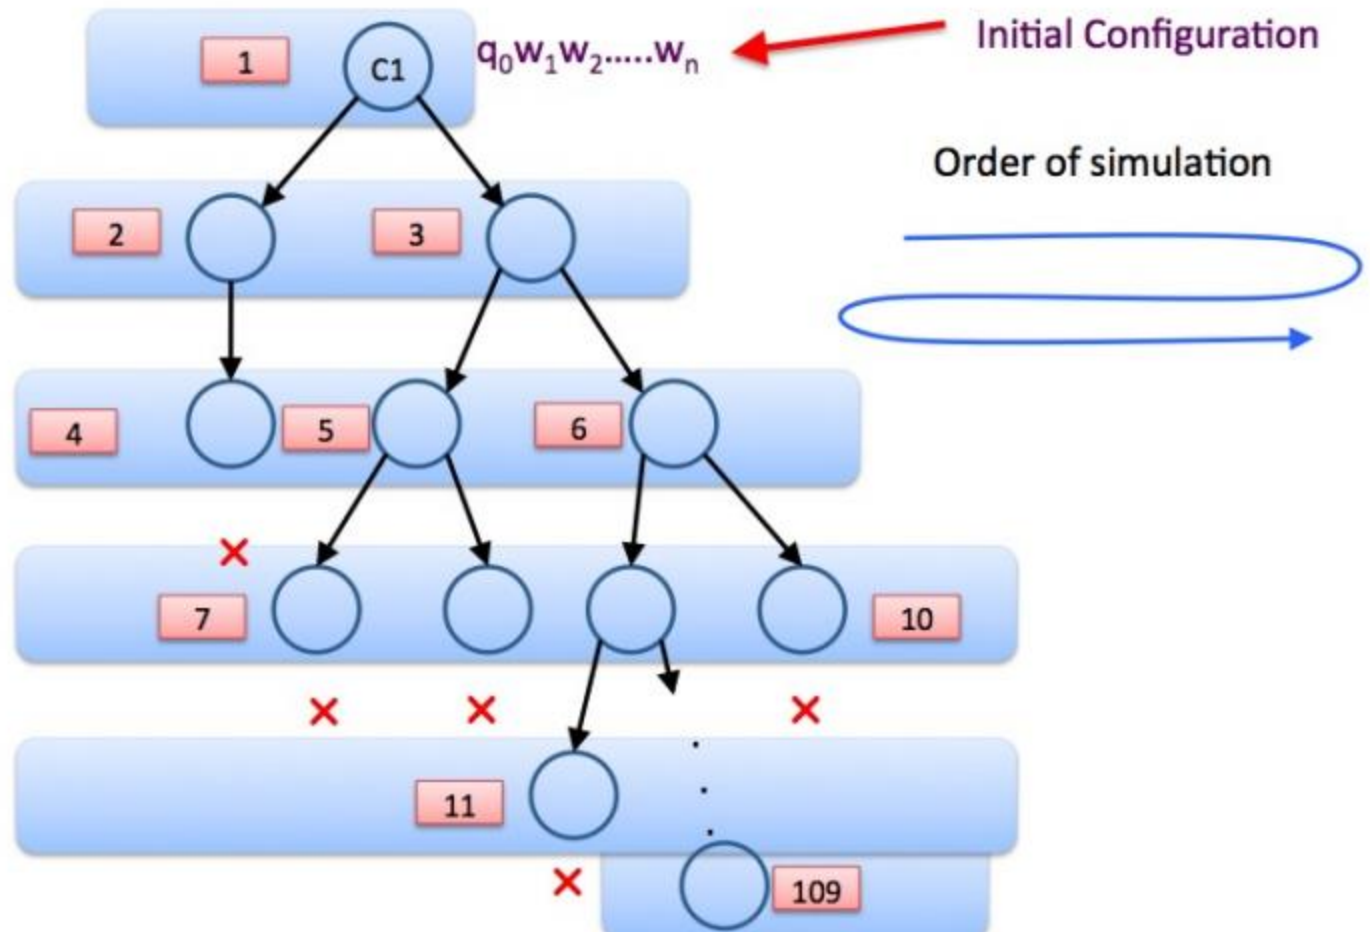 1
C1
q₀w₁w₂.....wₙ
Initial Configuration
Order of simulation
2
3
4
5
6
7
10
11
109